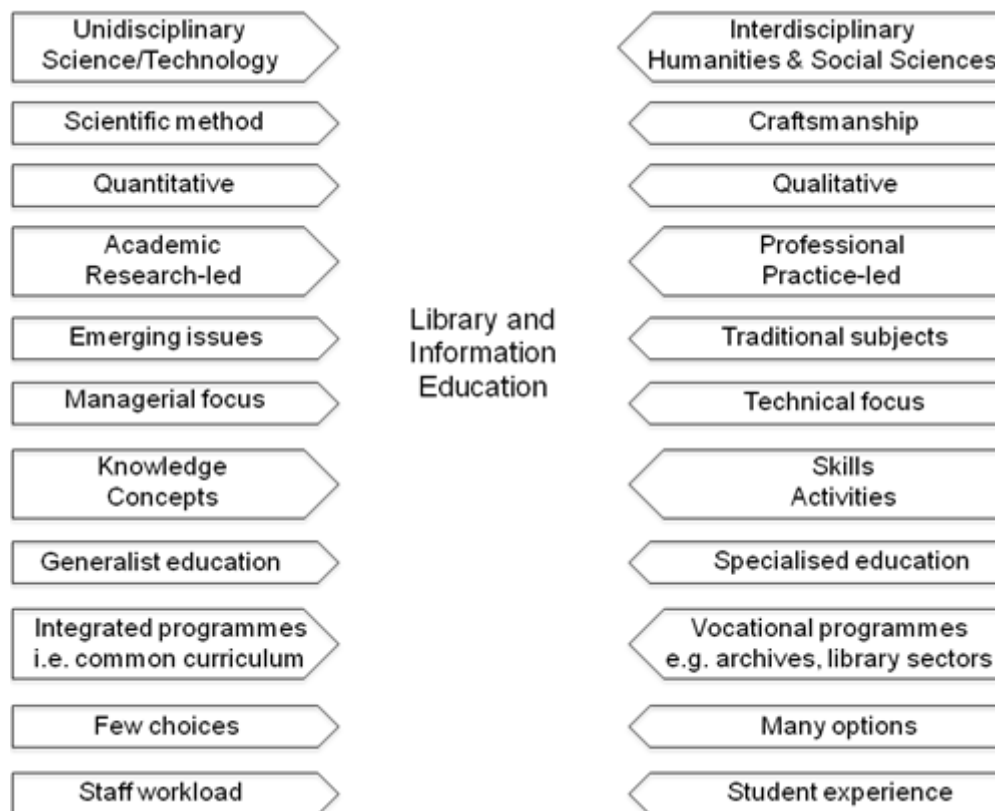 Unidisciplinary
Science/Technology
Interdisciplinary
Humanities & Social Sciences
Scientific method
Craftsmanship
Quantitative
Qualitative
Academic
Research-led
Professional
Practice-led
Library and
Information
Education
Emerging issues
Traditional subjects
Managerial focus
Technical focus
Knowledge
Concepts
Skills
Activities
Generalist education
Specialised education
Integrated programmes
i.e. common curriculum
Vocational programmes
e.g. archives, library sectors
Few choices
Many options
Staff workload
Student experience